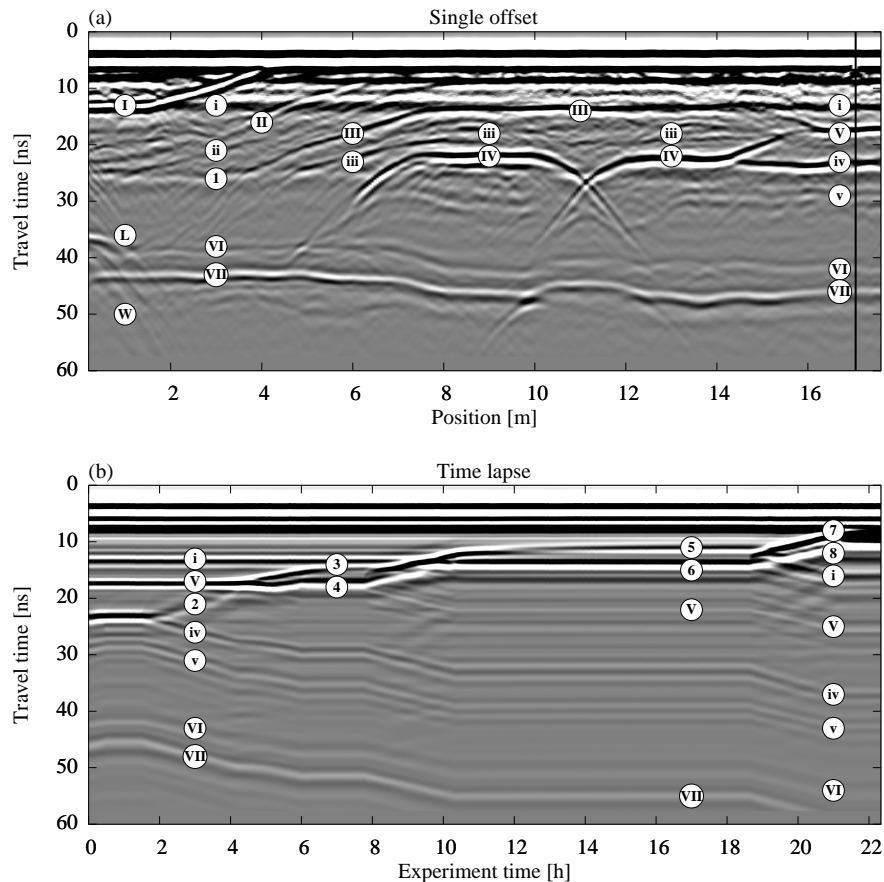 (a) Single offset
0
10
20
30
40
50
60
Travel time [ns]
I i i
II III III
ii iii iii V
1 iii IV IV iv
v
L VI VI
VII VII
W
2 4 6 8 10 12 14 16
Position [m]
(b) Time lapse
0
10
20
30
40
50
60
Travel time [ns]
7
i 3 5 8
V 4 6 i
2 V V
iv
v iv
v
VI
VII VII VI
0 2 4 6 8 10 12 14 16 18 20 22
Experiment time [h]